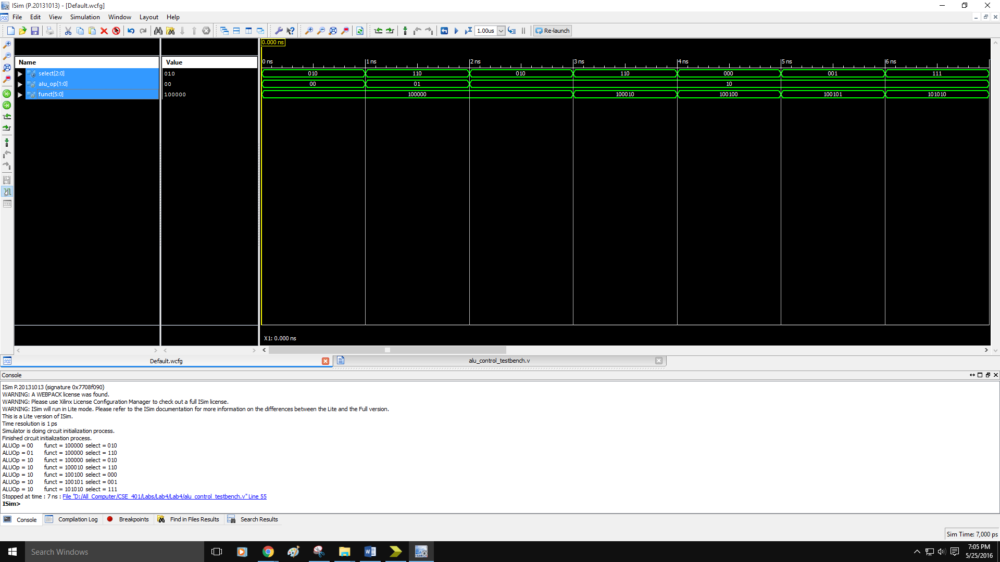 ISim (P.20131013) - [Default.wcfg]
File Edit View Simulation Window Layout Help
1.00us Re-launch
0.000 ns
Name Value
0 ns 1 ns 2 ns 3 ns 4 ns 5 ns 6 ns
select[2:0] 010 010 110 010 110 000 001 111
alu_op[1:0] 00 00 01 10
funct[5:0] 100000 100000 100010 100100 100101 101010
X1: 0.000 ns
Default.wcfg alu_control_testbench.v
Console
ISim P.20131013 (signature 0x7708f090)
WARNING: A WEBPACK license was found.
WARNING: Please use Xilinx License Configuration Manager to check out a full ISim license.
WARNING: ISim will run in Lite mode. Please refer to the ISim documentation for more information on the differences between the Lite and the Full version.
This is a Lite version of ISim.
Time resolution is 1 ps
Simulator is doing circuit initialization process.
Finished circuit initialization process.
ALUOp = 00 funct = 100000 select = 010
ALUOp = 01 funct = 100000 select = 110
ALUOp = 10 funct = 100000 select = 010
ALUOp = 10 funct = 100010 select = 110
ALUOp = 10 funct = 100100 select = 000
ALUOp = 10 funct = 100101 select = 001
ALUOp = 10 funct = 101010 select = 111
Stopped at time : 7 ns : File "D:/All_Computer/CSE_401/Labs/Lab4/Lab4/alu_control_testbench.v" Line 55
ISim>
Console Compilation Log Breakpoints Find in Files Results Search Results
Sim Time: 7,000 ps
Search Windows
7:05 PM
5/25/2016